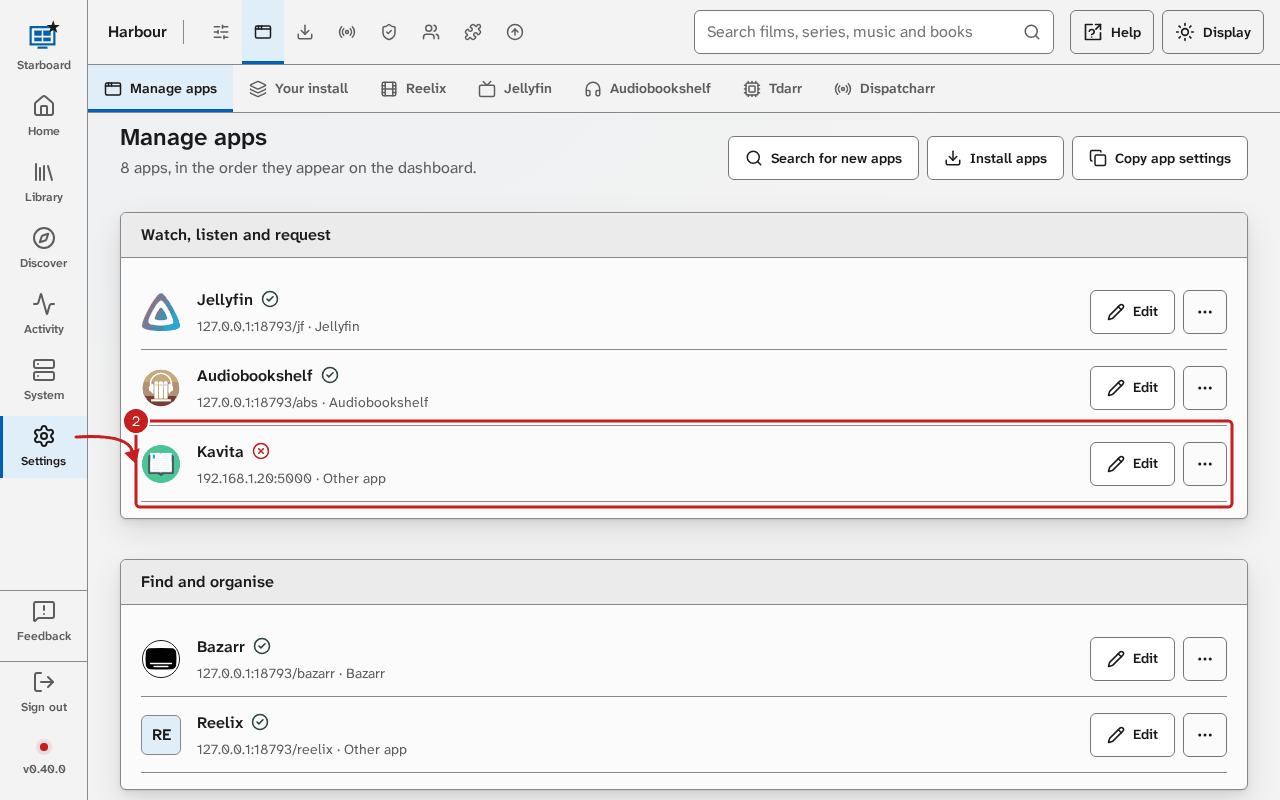 Starboard
Home
Library
Discover
Activity
System
Settings
Feedback
Sign out
v0.40.0
Harbour
Search films, series, music and books
Help
Display
Manage apps
Your install
Reelix
Jellyfin
Audiobookshelf
Tdarr
Dispatcharr
Manage apps
8 apps, in the order they appear on the dashboard.
Search for new apps
Install apps
Copy app settings
Watch, listen and request
Jellyfin
127.0.0.1:18793/jf · Jellyfin
Edit
Audiobookshelf
127.0.0.1:18793/abs · Audiobookshelf
Edit
2
Kavita
192.168.1.20:5000 · Other app
Edit
Find and organise
Bazarr
127.0.0.1:18793/bazarr · Bazarr
Edit
RE
Reelix
127.0.0.1:18793/reelix · Other app
Edit